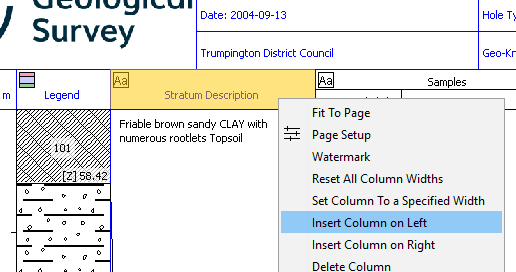 Geological
Survey
Date: 2004-09-13
Hole Ty
Trumpington District Council
Geo-Kn
m
Legend
Aa
Stratum Description
Aa
Samples
Friable brown sandy CLAY with
numerous rootlets Topsoil
101
[Z] 58.42
Fit To Page
Page Setup
Watermark
Reset All Column Widths
Set Column To a Specified Width
Insert Column on Left
Insert Column on Right
Delete Column